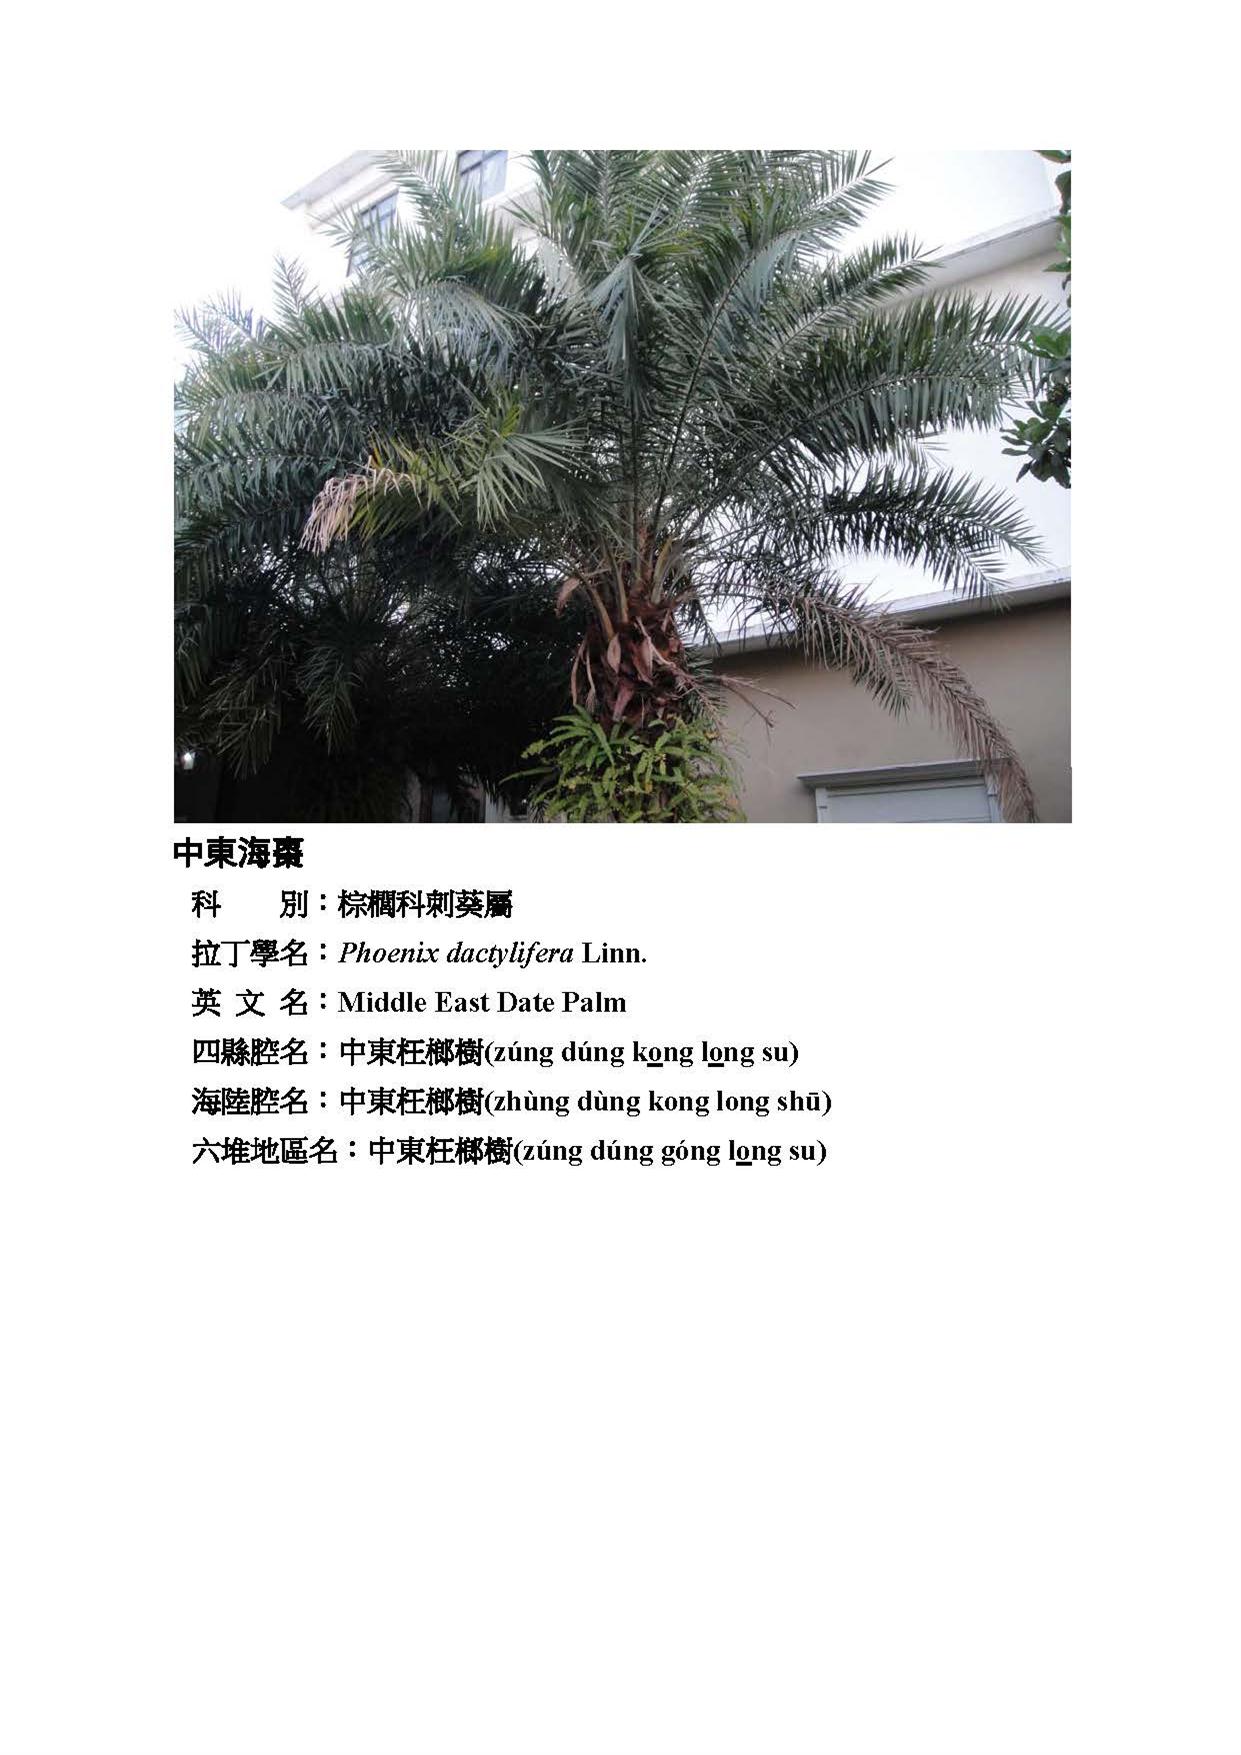 中東海棗
科　　別：棕櫚科刺葵屬
拉丁學名：Phoenix dactylifera Linn.
英 文 名：Middle East Date Palm
四縣腔名：中東枉榔樹(zúng dúng ko̲ng lo̲ng su)
海陸腔名：中東枉榔樹(zhùng dùng kong long shū)
六堆地區名：中東枉榔樹(zúng dúng góng lo̲ng su)